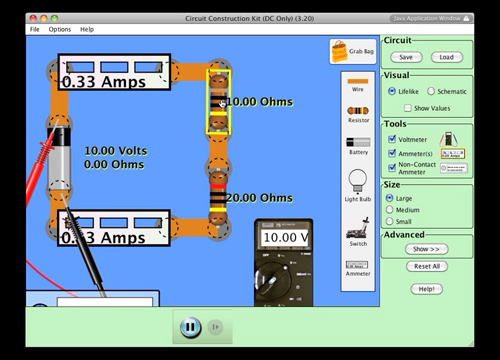 Circuit Construction Kit (DC Only) (3.20)
Java Application Window
File Options Help
0.33 Amps
10.00 Ohms
10.00 Volts
0.00 Ohms
20.00 Ohms
0.33 Amps
10.00 V
Grab Bag
Wire
Resistor
Battery
Light Bulb
Switch
Ammeter
Circuit
Save
Load
Visual
Lifelike
Schematic
Show Values
Tools
Voltmeter
Ammeter(s)
Non-Contact
Ammeter
Size
Large
Medium
Small
Advanced
Show >>
Reset All
Help!